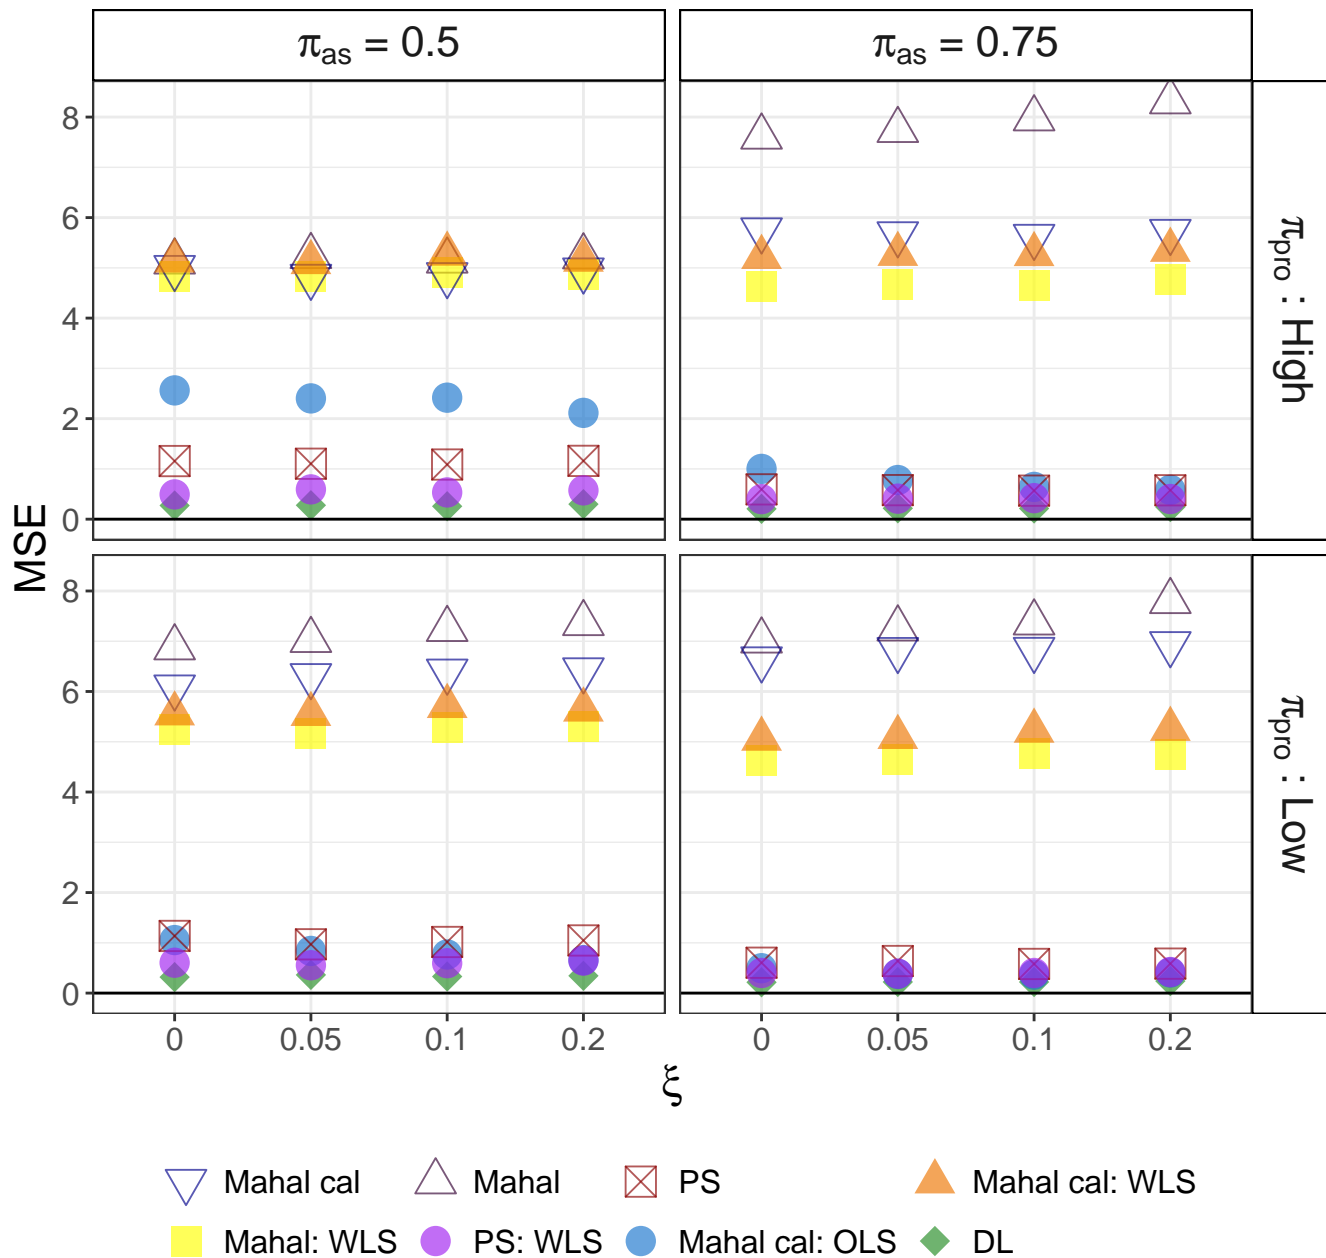 π_as = 0.5
π_as = 0.75
8
6
4
2
0
π_pro : High
MSE
8
6
4
2
0
π_pro : Low
0 0.05 0.1 0.2
0 0.05 0.1 0.2
ξ
Mahal cal Mahal PS Mahal cal: WLS
Mahal: WLS PS: WLS Mahal cal: OLS DL